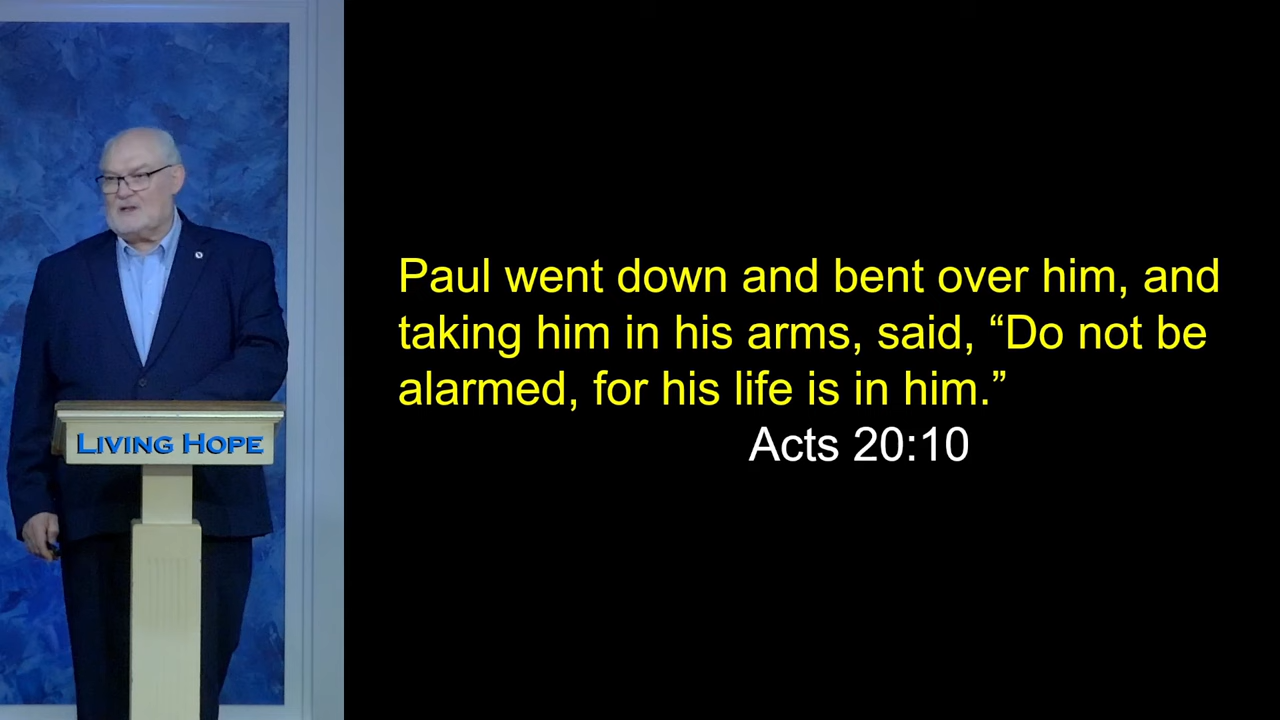 LIVING HOPE
Paul went down and bent over him, and
taking him in his arms, said, “Do not be
alarmed, for his life is in him.”
Acts 20:10